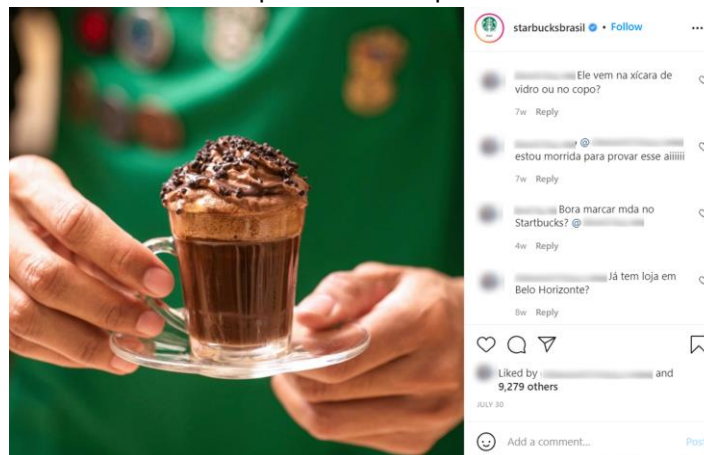 starbucksbrasil • Follow
Ele vem na xícara de
vidro ou no copo?
7w Reply
@
estou morrida para provar esse aiiiiii
7w Reply
Bora marcar mda no
Startbucks? @
4w Reply
Já tem loja em
Belo Horizonte?
8w Reply
Liked by and
9,279 others
JULY 30
Add a comment...
Post